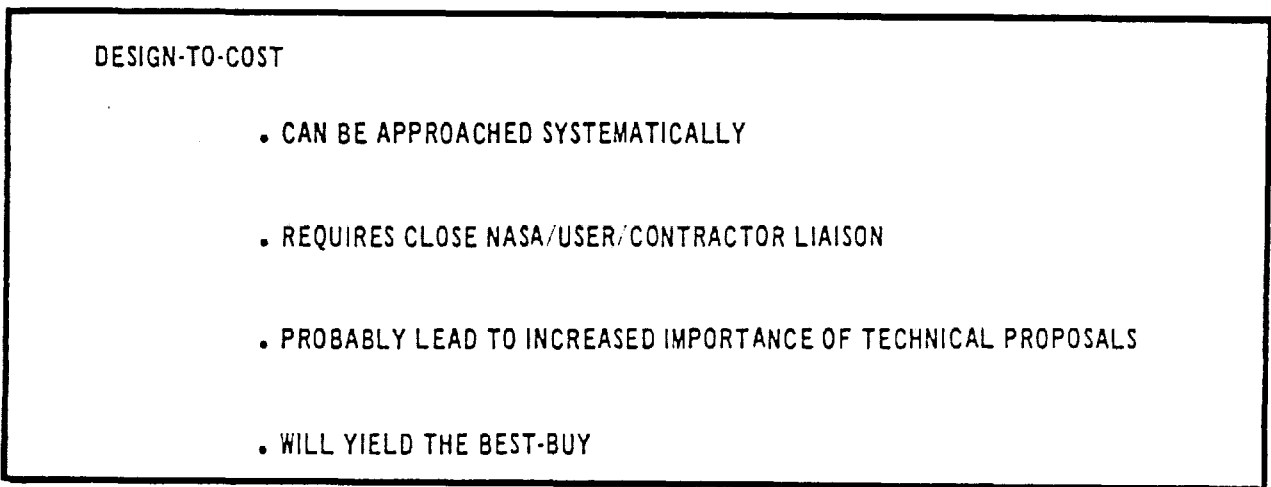 DESIGN-TO-COST
• CAN BE APPROACHED SYSTEMATICALLY
• REQUIRES CLOSE NASA/USER/CONTRACTOR LIAISON
• PROBABLY LEAD TO INCREASED IMPORTANCE OF TECHNICAL PROPOSALS
• WILL YIELD THE BEST-BUY